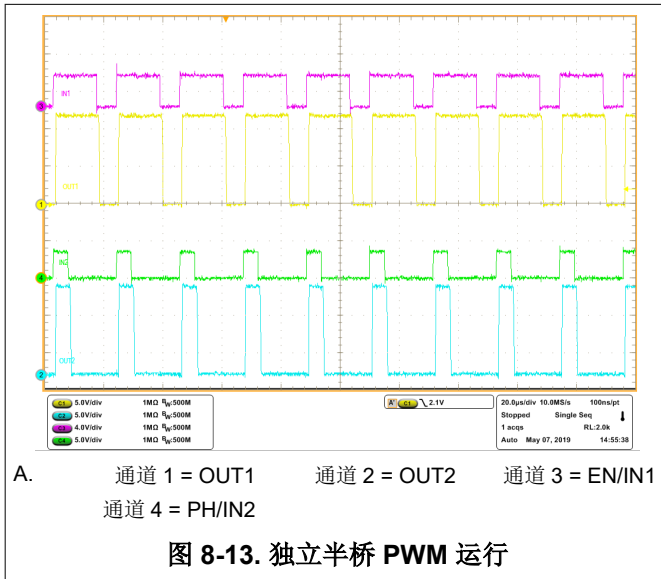 IN1
3
OUT1
1
IN2
4
OUT2
2
C1 5.0V/div 1MΩ BW:500M
C2 5.0V/div 1MΩ BW:500M
C3 4.0V/div 1MΩ BW:500M
C4 5.0V/div 1MΩ BW:500M
A' C1 2.1V
20.0µs/div 10.0MS/s 100ns/pt
Stopped Single Seq
1 acqs RL:2.0k
Auto May 07, 2019 14:55:38
A. 通道 1 = OUT1 通道 2 = OUT2 通道 3 = EN/IN1
通道 4 = PH/IN2
图 8-13. 独立半桥 PWM 运行